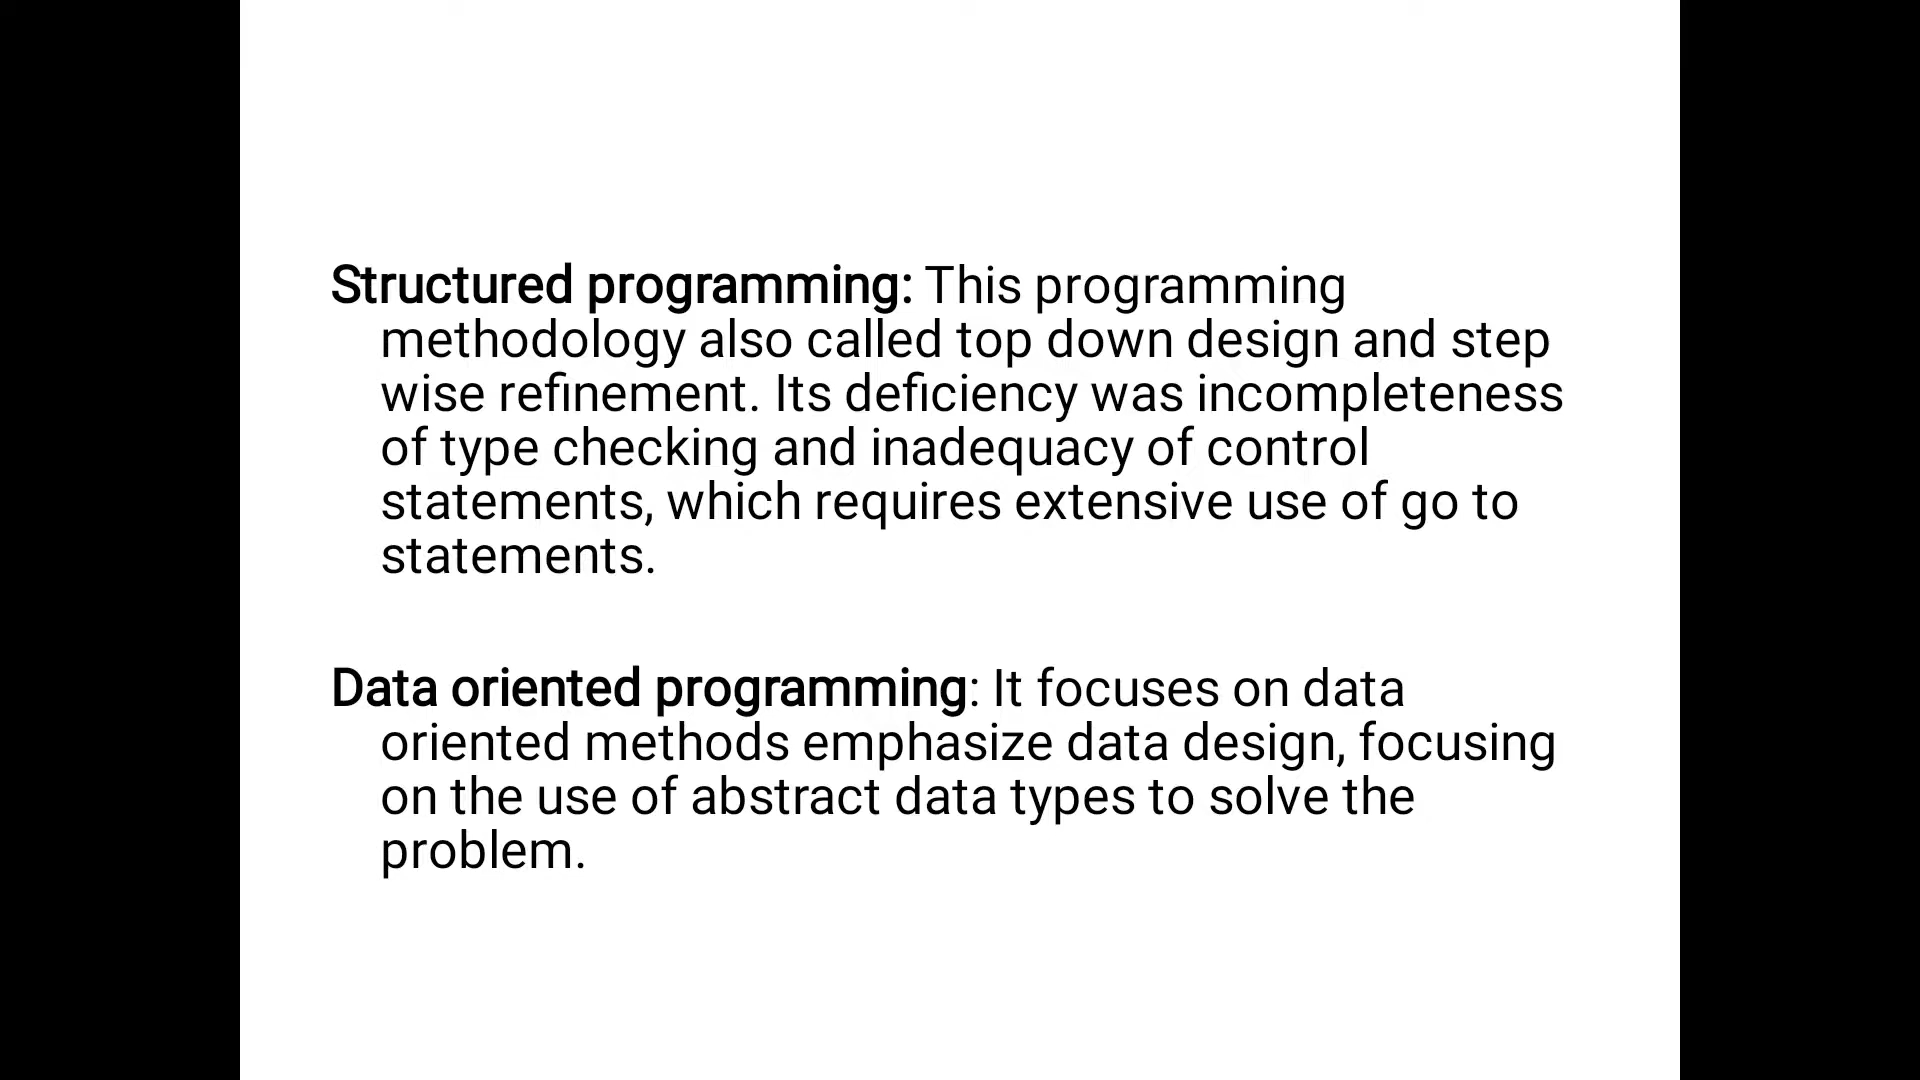 Structured programming: This programming
methodology also called top down design and step
wise refinement. Its deficiency was incompleteness
of type checking and inadequacy of control
statements, which requires extensive use of go to
statements.
Data oriented programming: It focuses on data
oriented methods emphasize data design, focusing
on the use of abstract data types to solve the
problem.